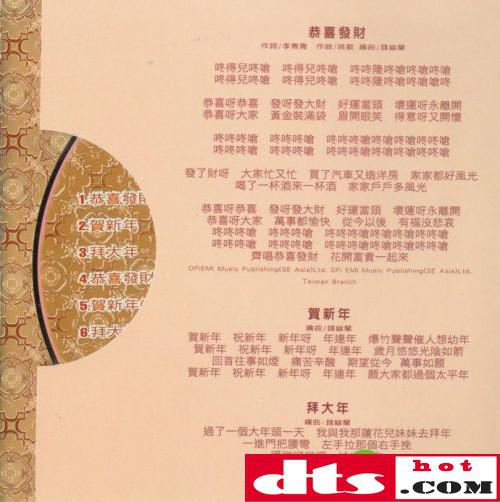 恭喜發財
作詞/李雋青 作曲/姚敏 編曲/鍾幽蘭
咚得兒咚嗆 咚得兒咚嗆 咚咚隆咚嗆咚嗆咚嗆
咚得兒咚嗆 咚得兒咚嗆 咚咚隆咚嗆咚嗆咚嗆
恭喜呀恭喜 發呀發大財 好運當頭 壞運呀永離開
恭喜呀大家 黃金裝滿袋 眉開眼笑 得意呀又開懷
咚咚咚咚嗆 咚咚咚咚嗆 咚咚隆咚嗆咚嗆咚嗆
咚咚咚咚嗆 咚咚咚咚嗆 咚咚隆咚嗆咚嗆咚嗆
發了財呀 大家忙又忙 買了汽車又造洋房 家家都好風光
喝了一杯酒來一杯酒 家家戶戶多風光
恭喜呀恭喜 發呀發大財 好運當頭 壞運呀永離開
恭喜呀大家 萬事都愉快 從今以後 有福沒悲哀
咚咚咚咚嗆 咚咚咚咚嗆 咚咚隆咚嗆咚嗆咚嗆
咚咚咚咚嗆 咚咚咚咚嗆 咚咚隆咚嗆咚嗆咚嗆
齊唱恭喜發財 花開富貴一起來
OP/EMI Music Publishing(SE Asia)Ltd. SP/ EMI Music Publishing(SE Asia)Ltd.
Taiwan Branch
賀新年
編曲/鍾幽蘭
賀新年 祝新年 新年呀 年連年 爆竹聲聲催人想幼年
賀新年 祝新年 新年呀 年連年 歲月悠悠光陰如箭
回首往事如煙 痛苦辛酸 期望從今 萬事如願
賀新年 祝新年 新年呀 年連年 願大家都過個太平年
拜大年
編曲/鍾幽蘭
過了一個大年頭一天 我與我那蓮花兒妹妹去拜年
一進門把腰彎 左手拉那個右手挽
1.恭喜發財
2.賀新年
3.拜大年
4.恭喜發財
5.賀新年
6.拜大年
dts
hot
.COM